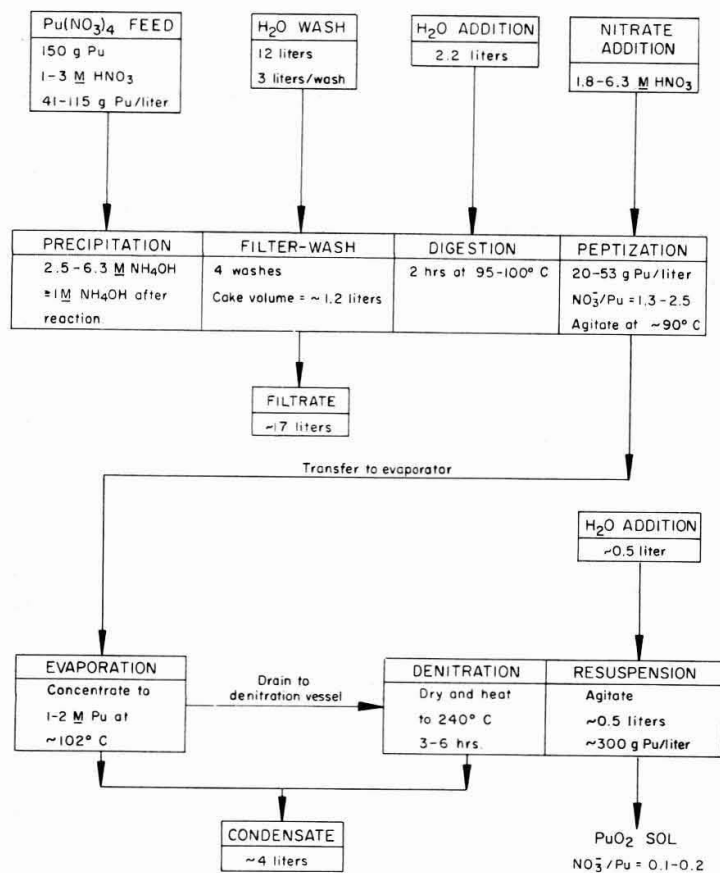 Pu(NO3)4 FEED
150 g Pu
1-3 M HNO3
41-115 g Pu/liter
H2O WASH
12 liters
3 liters/wash
H2O ADDITION
2.2 liters
NITRATE
ADDITION
1.8-6.3 M HNO3
PRECIPITATION
2.5-6.3 M NH4OH
≅1M NH4OH after
reaction
FILTER-WASH
4 washes
Cake volume = ~1.2 liters
DIGESTION
2 hrs at 95-100° C
PEPTIZATION
20-53 g Pu/liter
NO3-/Pu = 1.3-2.5
Agitate at ~90° C
FILTRATE
~17 liters
Transfer to evaporator
H2O ADDITION
~0.5 liter
EVAPORATION
Concentrate to
1-2 M Pu at
~102° C
Drain to
denitration vessel
DENITRATION
Dry and heat
to 240° C
3-6 hrs.
RESUSPENSION
Agitate
~0.5 liters
~300 g Pu/liter
CONDENSATE
~4 liters
PuO2 SOL
NO3-/Pu = 0.1-0.2